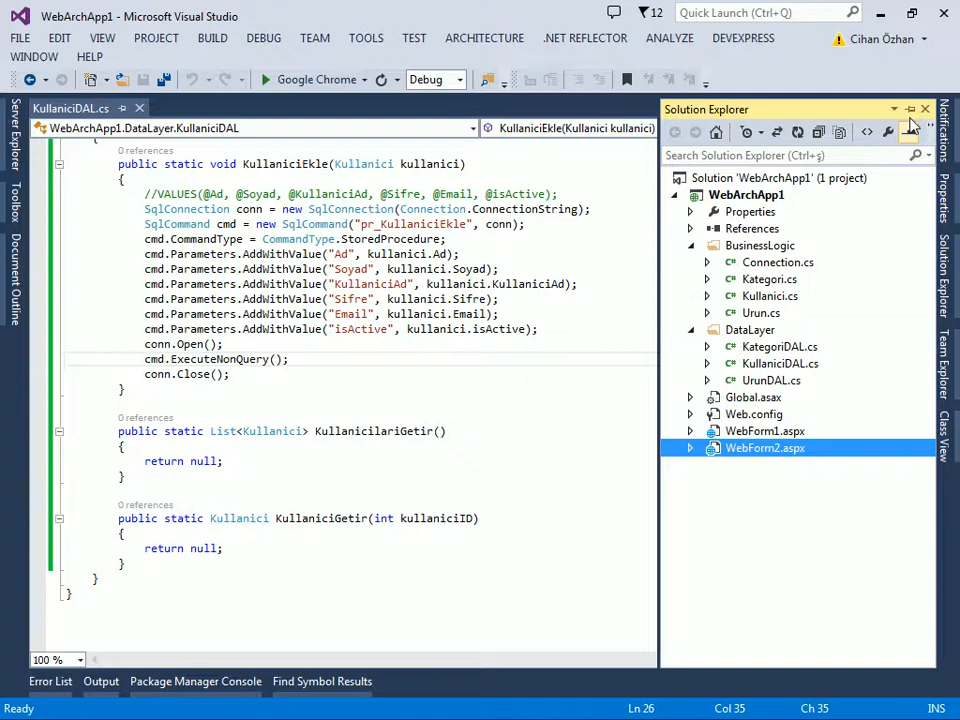 WebArchApp1 - Microsoft Visual Studio
12
Quick Launch (Ctrl+Q)
FILE EDIT VIEW PROJECT BUILD DEBUG TEAM TOOLS TEST ARCHITECTURE .NET REFLECTOR ANALYZE DEVEXPRESS
Cihan Özhan
WINDOW HELP
Google Chrome
Debug
Server Explorer
Toolbox
Document Outline
KullaniciDAL.cs
WebArchApp1.DataLayer.KullaniciDAL
KullaniciEkle(Kullanici kullanici)
{
0 references
public static void KullaniciEkle(Kullanici kullanici)
{
//VALUES(@Ad, @Soyad, @KullaniciAd, @Sifre, @Email, @isActive);
SqlConnection conn = new SqlConnection(Connection.ConnectionString);
SqlCommand cmd = new SqlCommand("pr_KullaniciEkle", conn);
cmd.CommandType = CommandType.StoredProcedure;
cmd.Parameters.AddWithValue("Ad", kullanici.Ad);
cmd.Parameters.AddWithValue("Soyad", kullanici.Soyad);
cmd.Parameters.AddWithValue("KullaniciAd", kullanici.KullaniciAd);
cmd.Parameters.AddWithValue("Sifre", kullanici.Sifre);
cmd.Parameters.AddWithValue("Email", kullanici.Email);
cmd.Parameters.AddWithValue("isActive", kullanici.isActive);
conn.Open();
cmd.ExecuteNonQuery();
conn.Close();
}
0 references
public static List<Kullanici> KullanicilariGetir()
{
return null;
}
0 references
public static Kullanici KullaniciGetir(int kullaniciID)
{
return null;
}
}
}
100 %
Solution Explorer
Search Solution Explorer (Ctrl+ş)
Solution 'WebArchApp1' (1 project)
WebArchApp1
Properties
References
BusinessLogic
C# Connection.cs
C# Kategori.cs
C# Kullanici.cs
C# Urun.cs
DataLayer
C# KategoriDAL.cs
C# KullaniciDAL.cs
C# UrunDAL.cs
Global.asax
Web.config
WebForm1.aspx
WebForm2.aspx
Notifications
Properties
Solution Explorer
Team Explorer
Class View
Error List Output Package Manager Console Find Symbol Results
Ready Ln 26 Col 35 Ch 35 INS